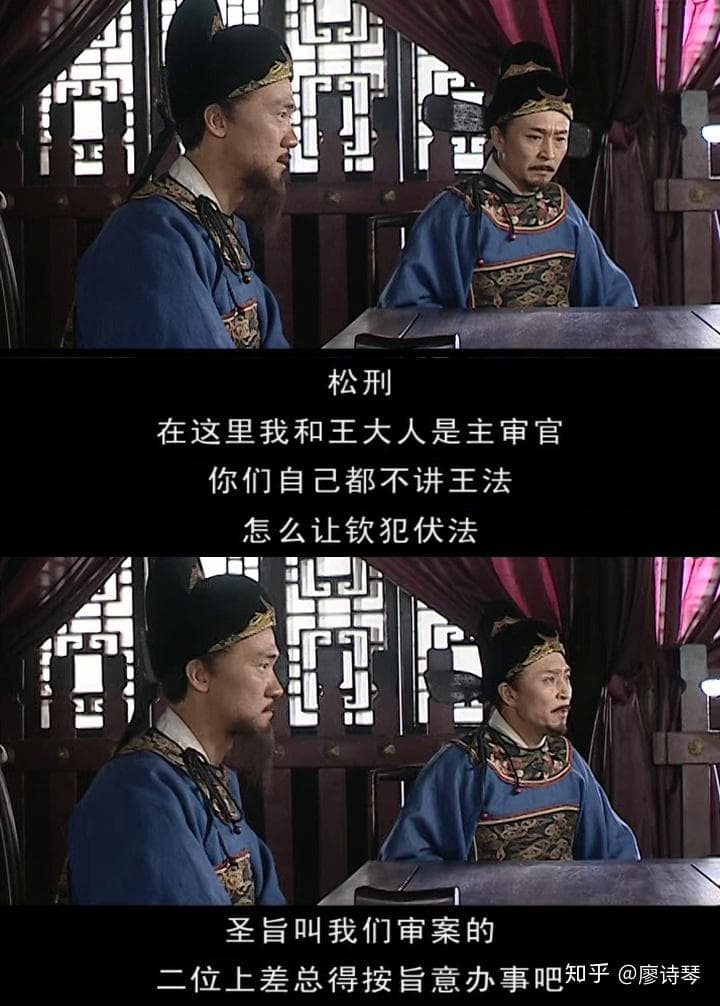 松刑
在这里我和王大人是主审官
你们自己都不讲王法
怎么让钦犯伏法
圣旨叫我们审案的
二位上差总得按旨意办事吧
知乎 @廖诗琴